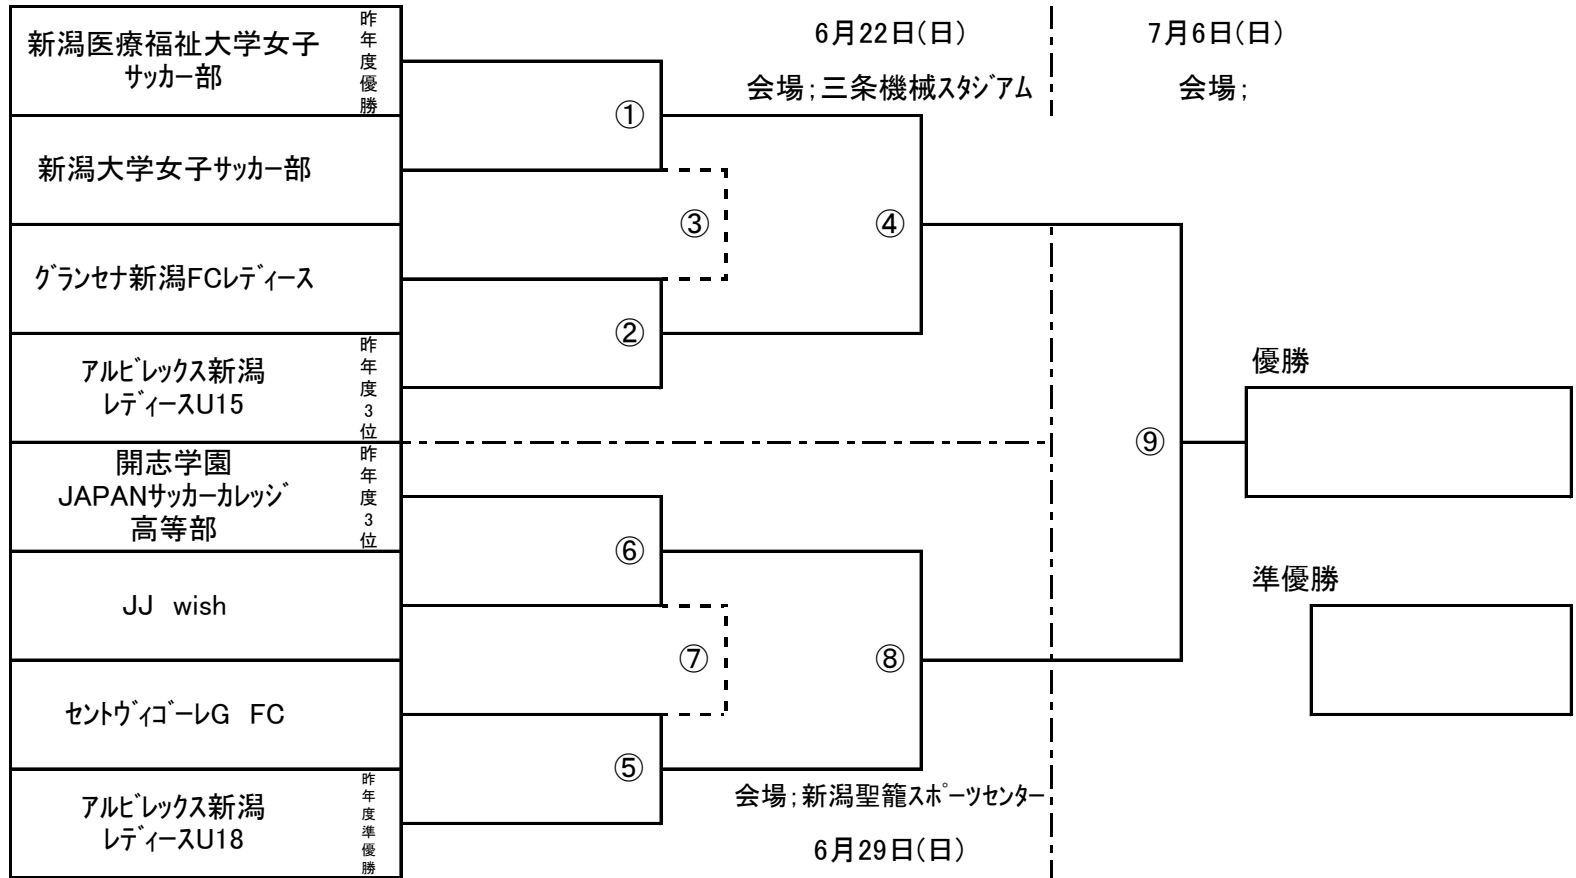 新潟医療福祉大学女子
サッカー部
昨年度優勝
6月22日(日)
会場;三条機械スタジアム
7月6日(日)
会場;
①
新潟大学女子サッカー部
③
④
グランセナ新潟FCレディース
②
アルビレックス新潟
レディースU15
昨年度3位
優勝
⑨
開志学園
JAPANサッカーカレッジ
高等部
昨年度3位
⑥
準優勝
JJ wish
⑦
⑧
セントヴィゴーレG FC
⑤
アルビレックス新潟
レディースU18
昨年度準優勝
会場;新潟聖籠スポーツセンター
6月29日(日)